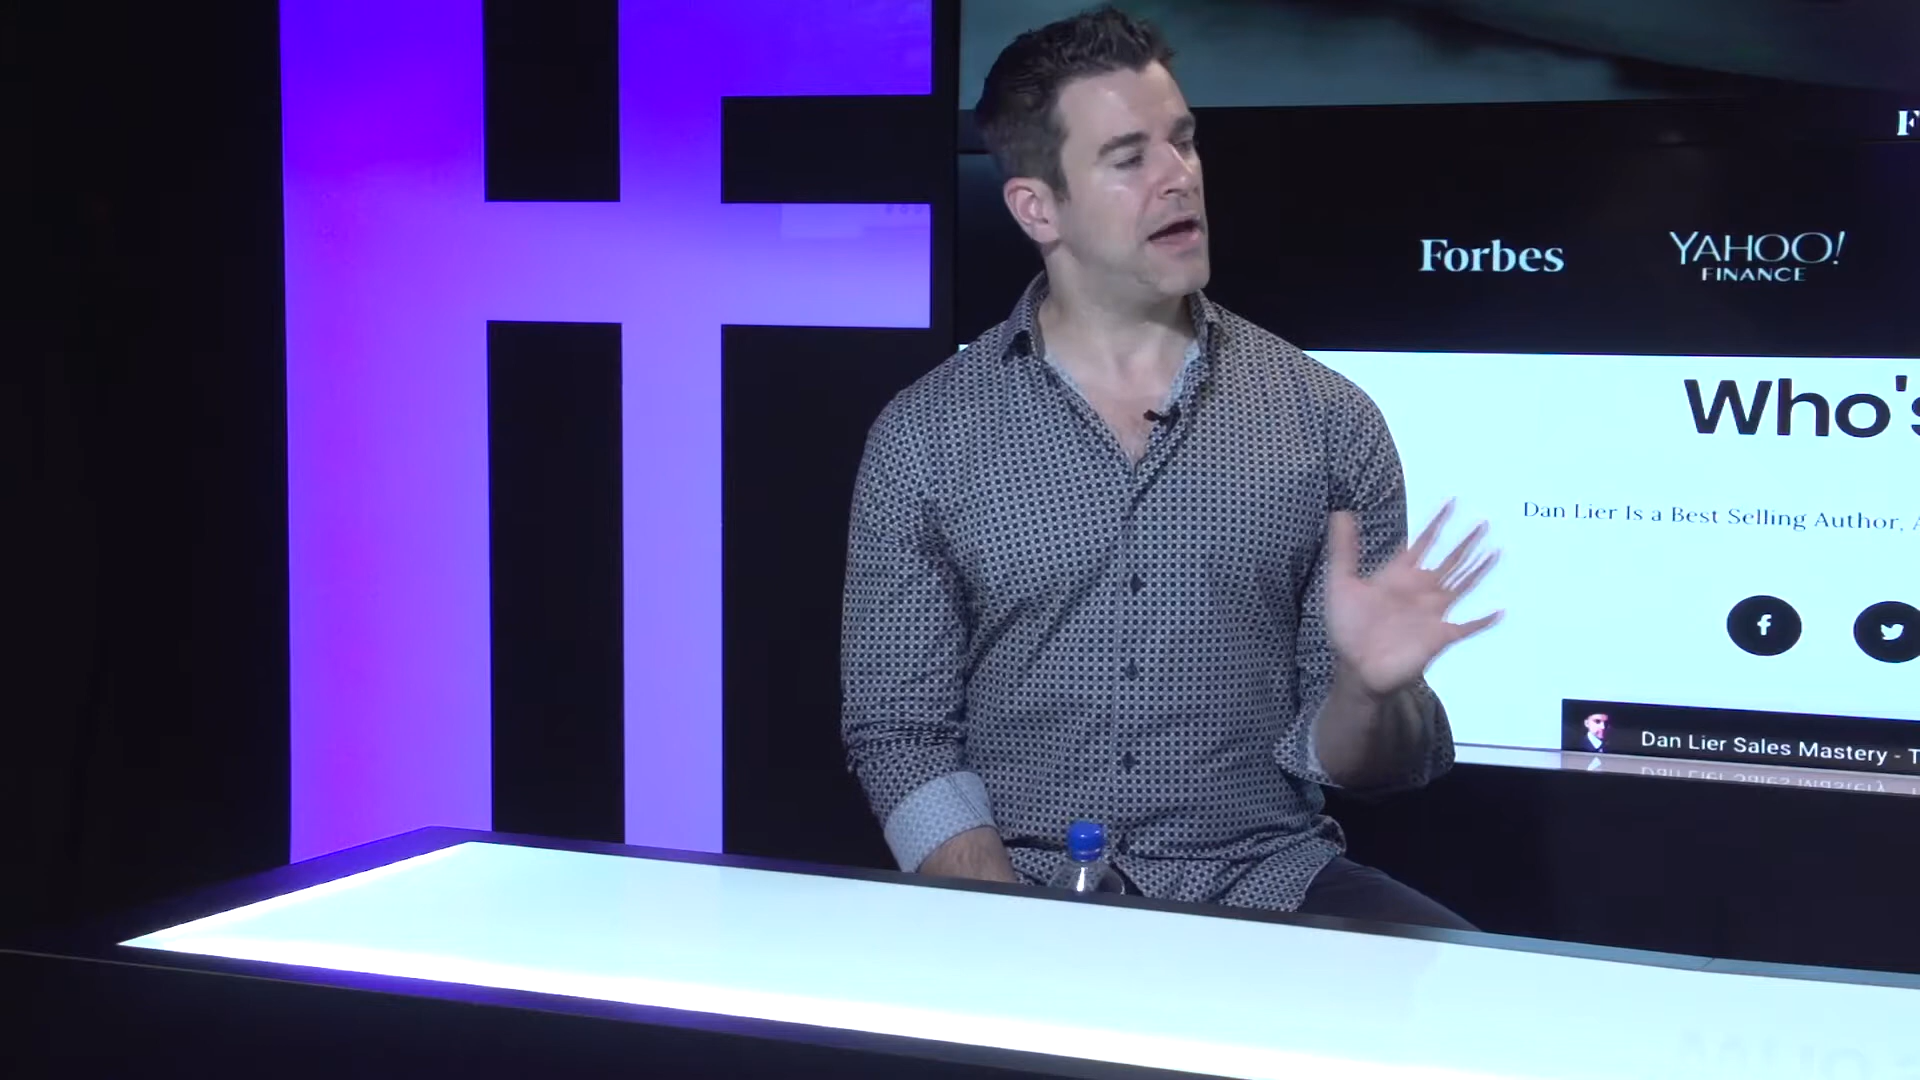 F
Forbes
YAHOO!
FINANCE
Who's
Dan Lier Is a Best Selling Author, A
f
Dan Lier Sales Mastery - T